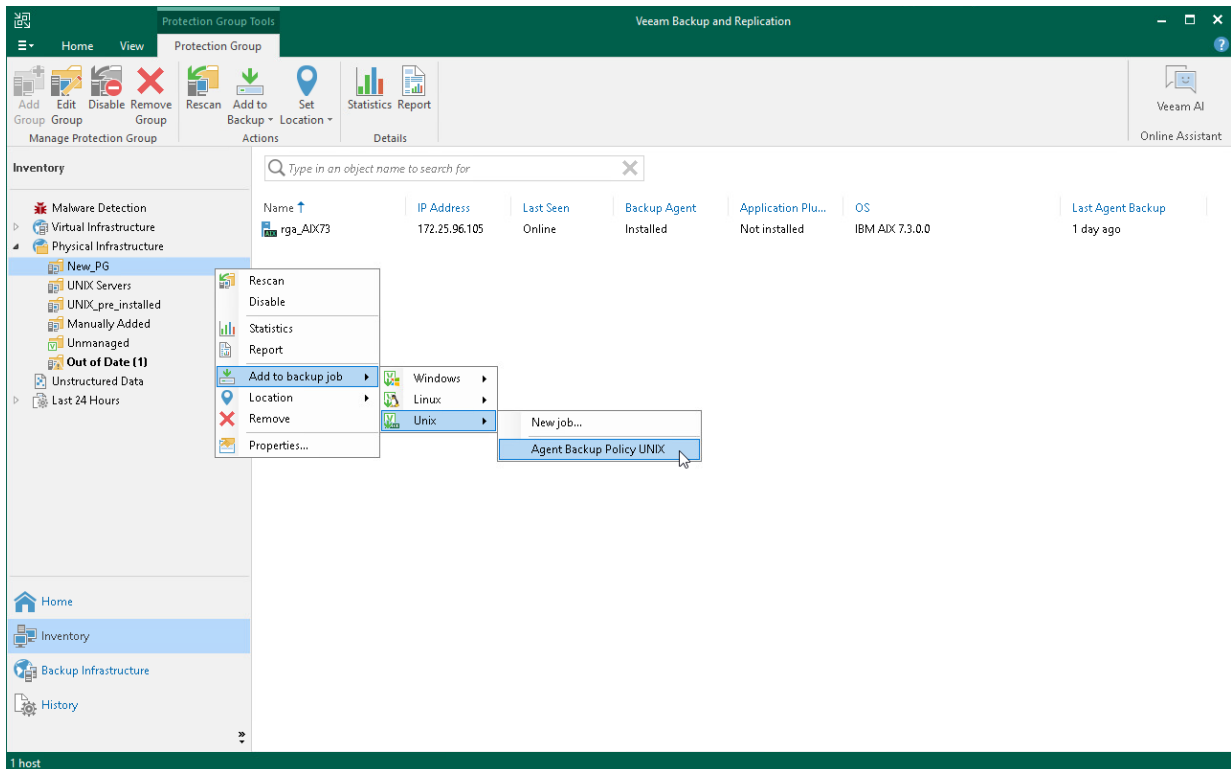 Protection Group Tools
Veeam Backup and Replication
Home View Protection Group
Add Group
Edit Group
Disable
Remove Group
Rescan
Add to Backup
Set Location
Statistics
Report
Veeam AI
Manage Protection Group
Actions
Details
Online Assistant
Inventory
Type in an object name to search for
Malware Detection
Virtual Infrastructure
Physical Infrastructure
New_PG
UNIX Servers
UNIX_pre_installed
Manually Added
Unmanaged
Out of Date (1)
Unstructured Data
Last 24 Hours
Name IP Address Last Seen Backup Agent Application Plu... OS Last Agent Backup
rga_AIX73 172.25.96.105 Online Installed Not installed IBM AIX 7.3.0.0 1 day ago
Rescan
Disable
Statistics
Report
Add to backup job
Location
Remove
Properties...
Windows
Linux
Unix
New job...
Agent Backup Policy UNIX
Home
Inventory
Backup Infrastructure
History
1 host